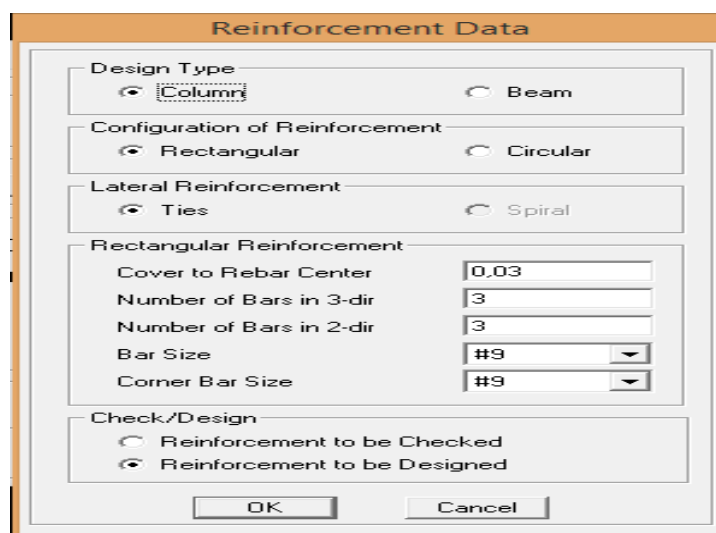 Reinforcement Data
Design Type
Column Beam
Configuration of Reinforcement
Rectangular Circular
Lateral Reinforcement
Ties Spiral
Rectangular Reinforcement
Cover to Rebar Center 0,03
Number of Bars in 3-dir 3
Number of Bars in 2-dir 3
Bar Size #9
Corner Bar Size #9
Check/Design
Reinforcement to be Checked
Reinforcement to be Designed
OK Cancel